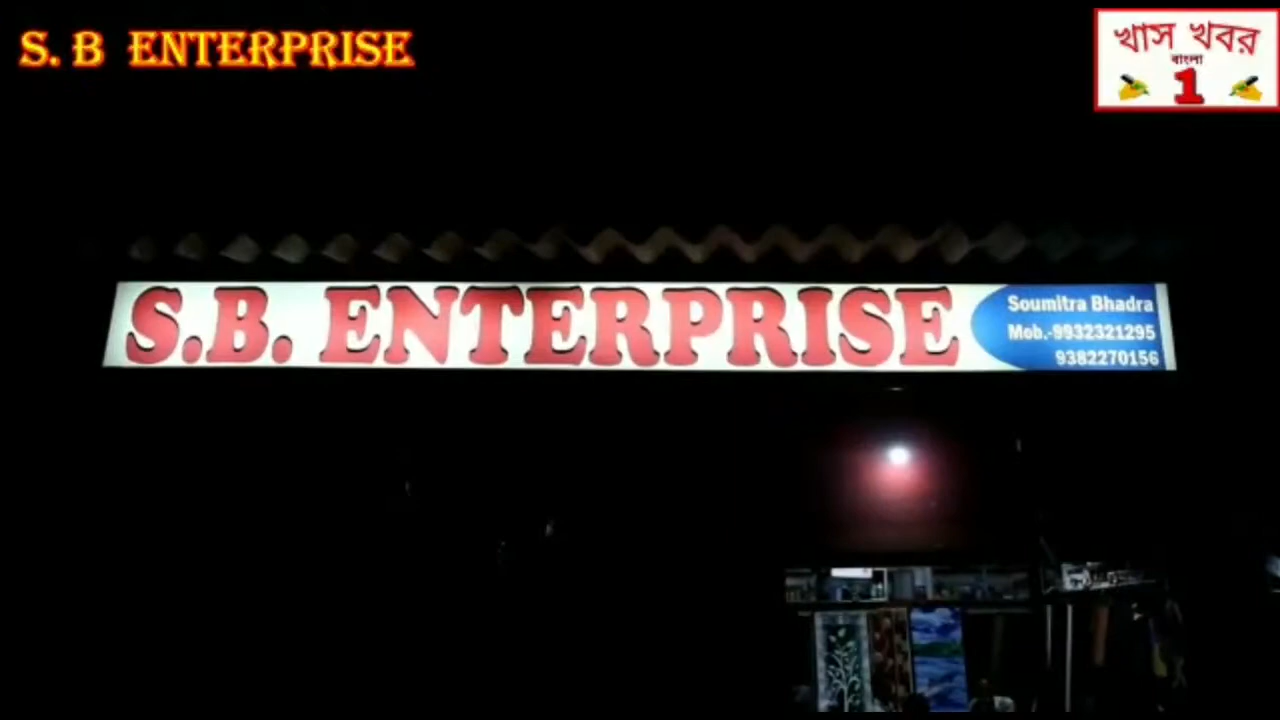 S. B ENTERPRISE
খাস খবর
বাংলা
1
S.B. ENTERPRISE
Soumitra Bhadra
Mob.-9932321295
9382270156